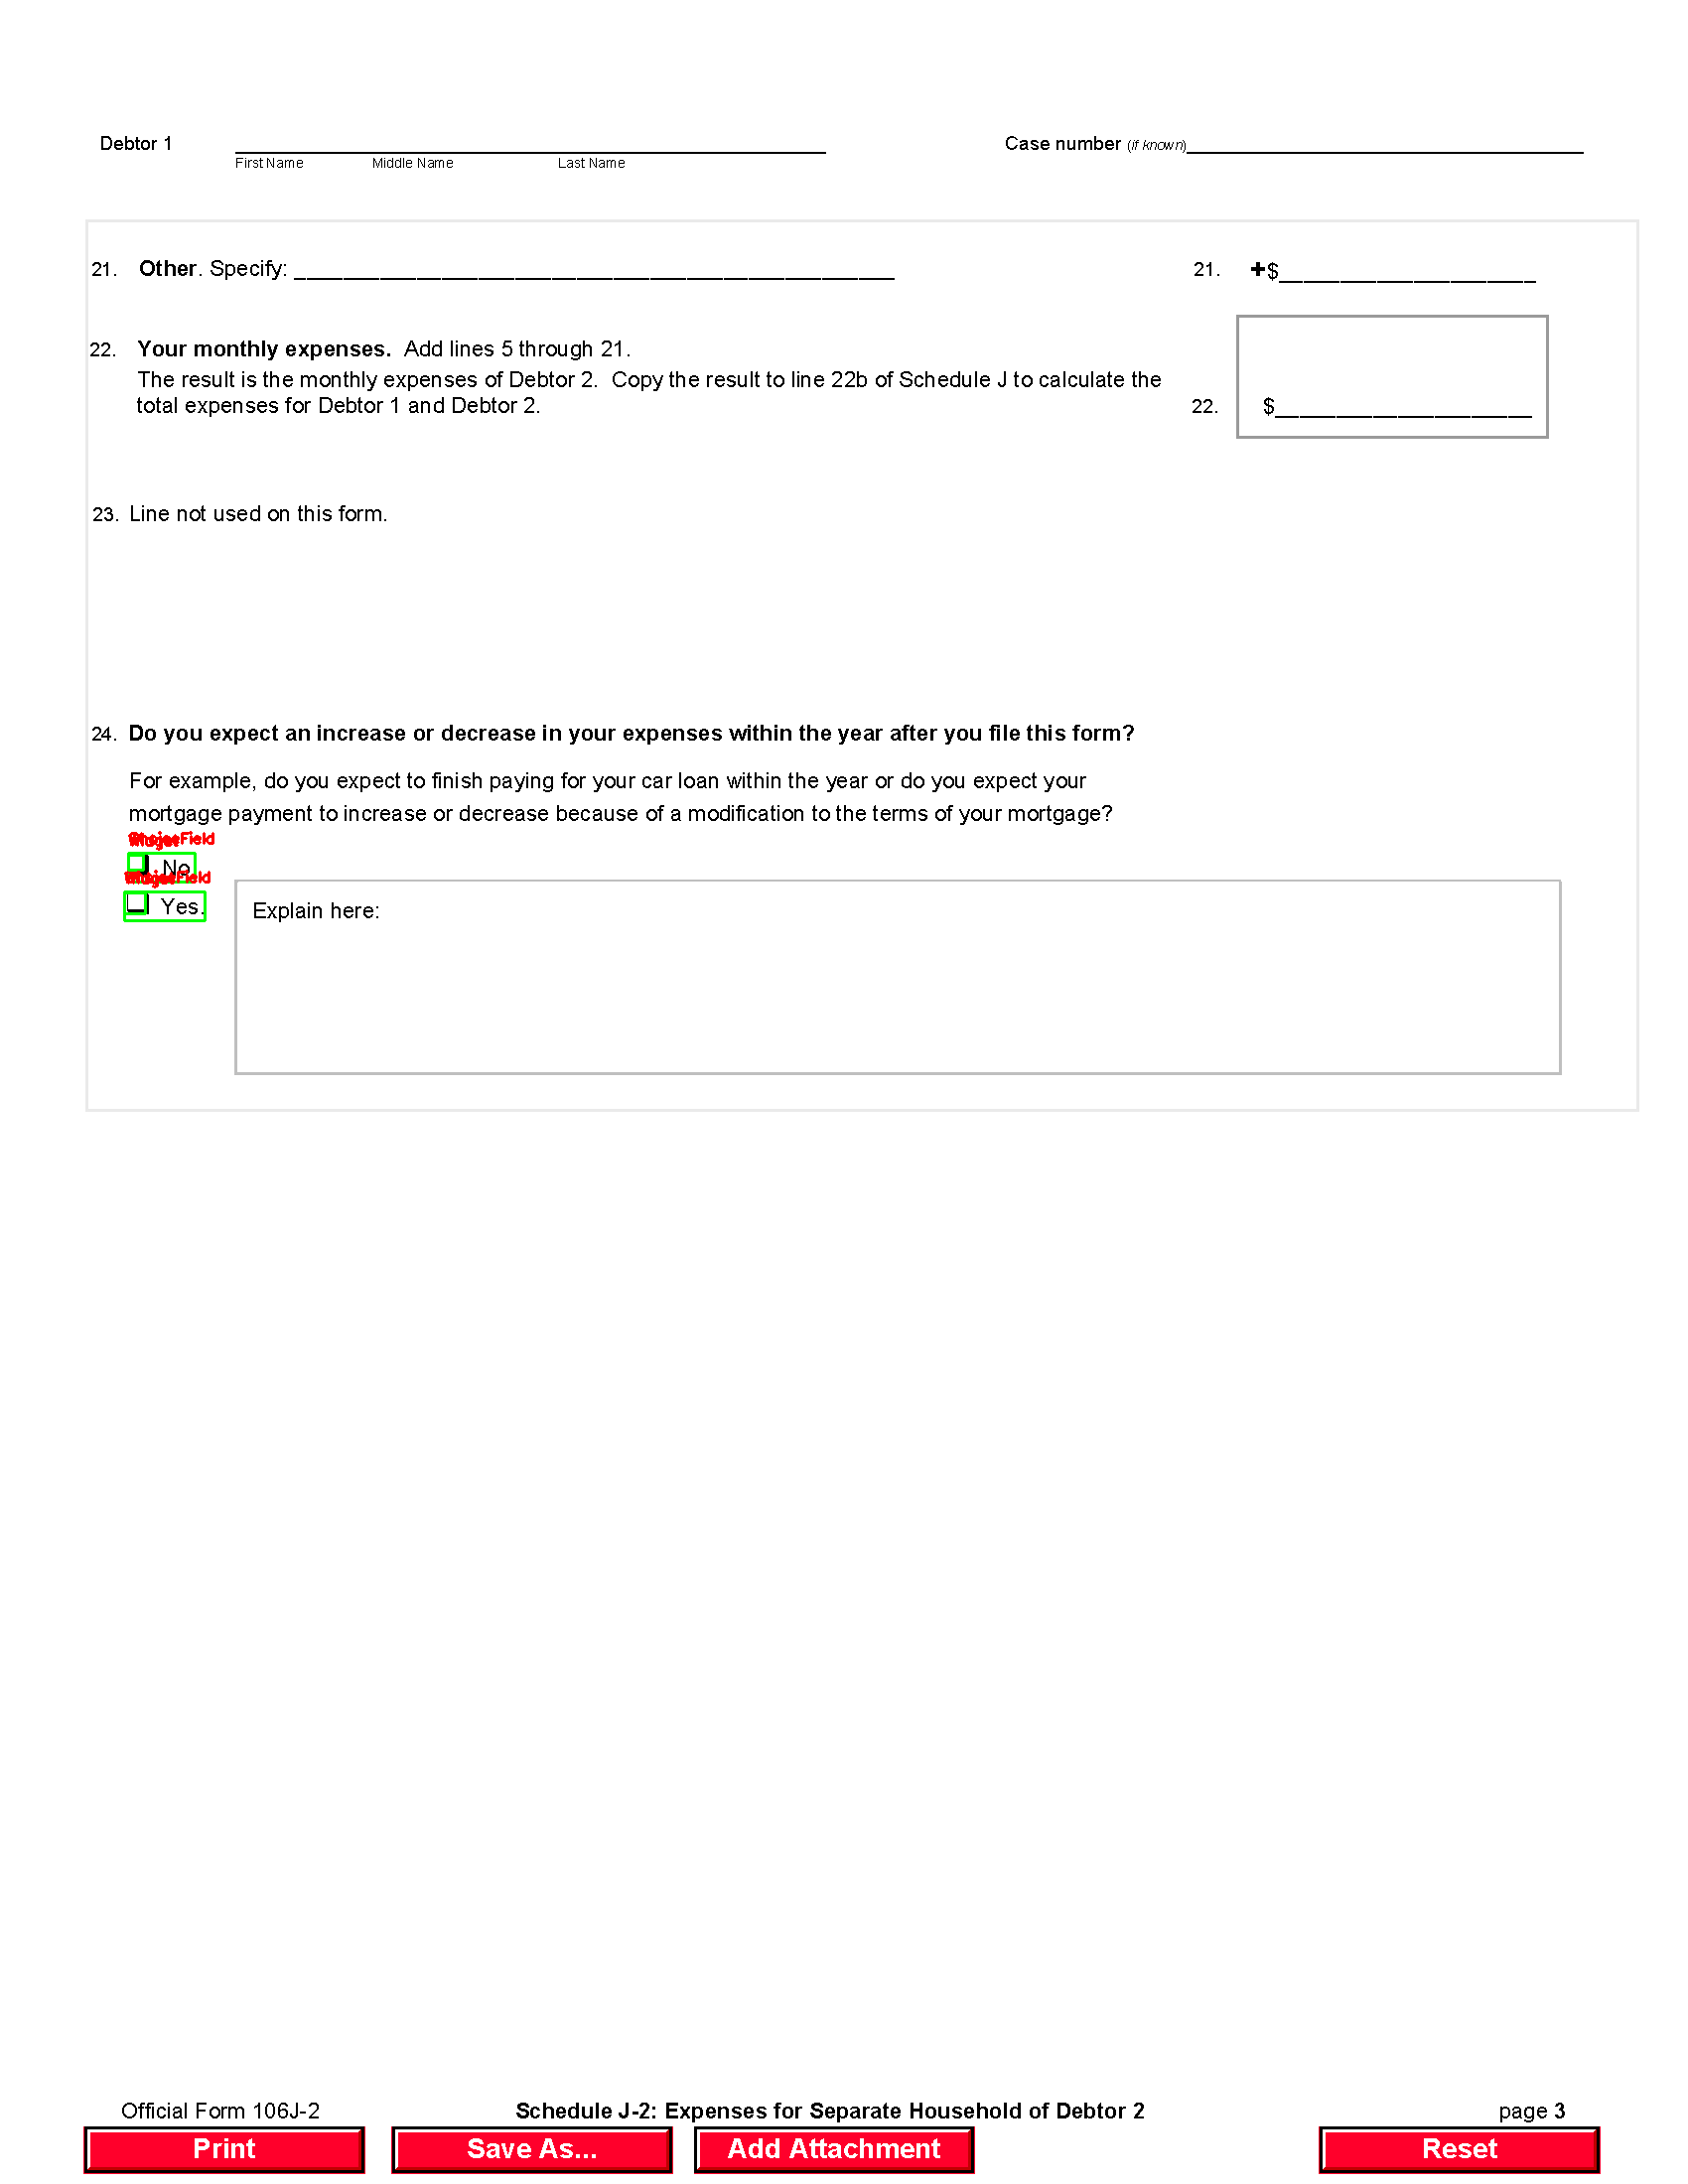 Debtor 1 ____ Case number (if known)____
First Name Middle Name Last Name
21. Other. Specify: ____ 21. +$____
22. Your monthly expenses. Add lines 5 through 21.
The result is the monthly expenses of Debtor 2. Copy the result to line 22b of Schedule J to calculate the
total expenses for Debtor 1 and Debtor 2. 22. $____
23. Line not used on this form.
24. Do you expect an increase or decrease in your expenses within the year after you file this form?
For example, do you expect to finish paying for your car loan within the year or do you expect your
mortgage payment to increase or decrease because of a modification to the terms of your mortgage?
No
Yes. Explain here:
Official Form 106J-2 Schedule J-2: Expenses for Separate Household of Debtor 2 page 3
Print Save As... Add Attachment Reset